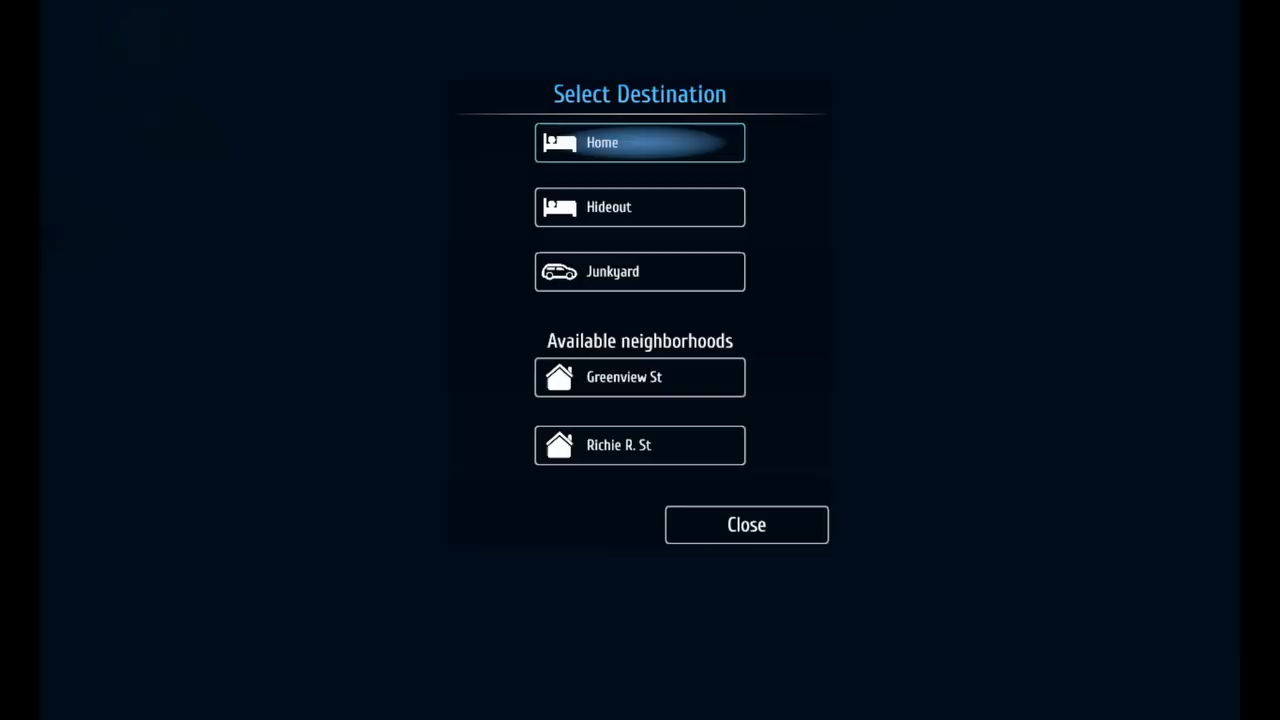 Select Destination
Home
Hideout
Junkyard
Available neighborhoods
Greenview St
Richie R. St
Close